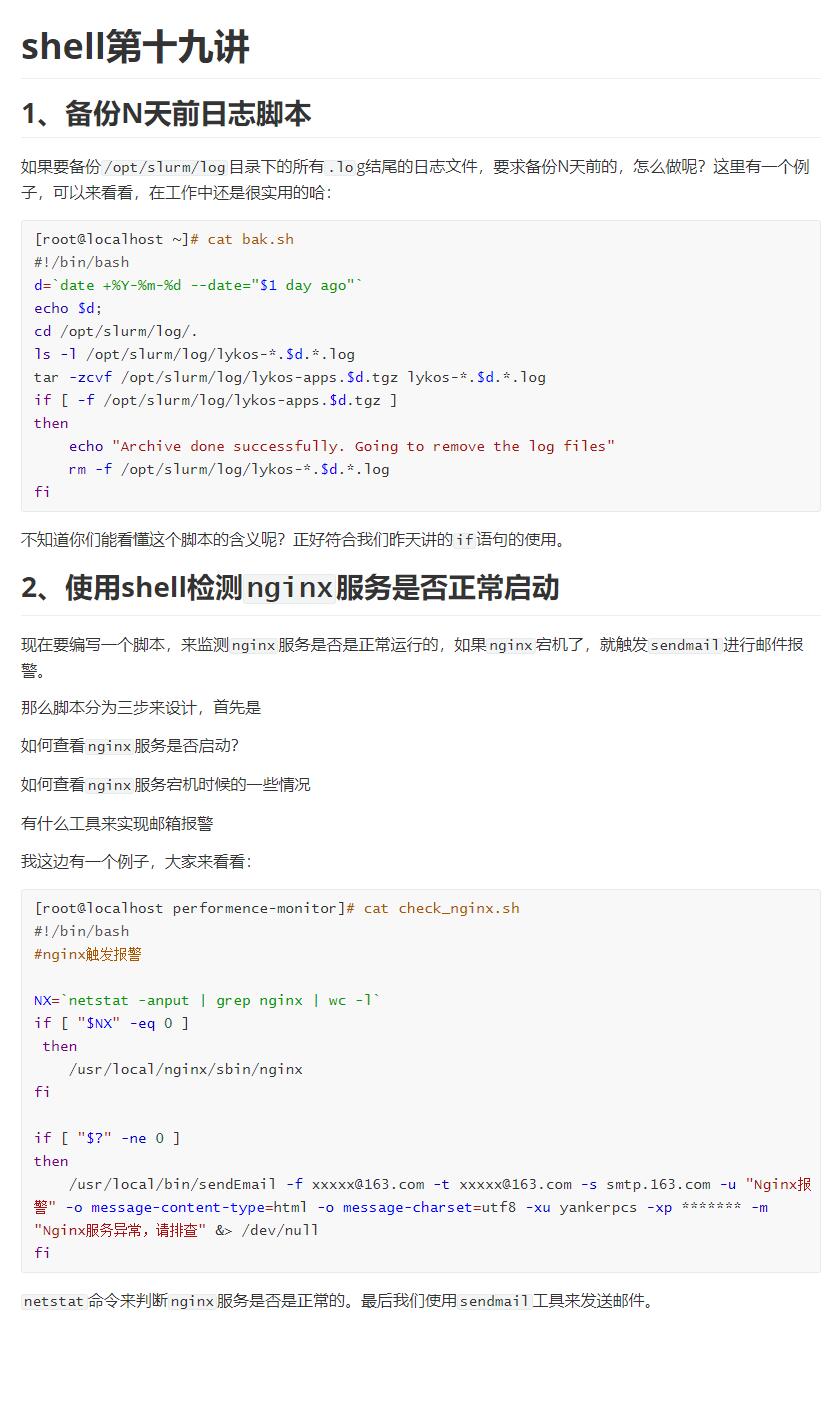 shell第十九讲
1、备份N天前日志脚本
如果要备份/opt/slurm/log目录下的所有.log结尾的日志文件，要求备份N天前的，怎么做呢？这里有一个例
子，可以来看看，在工作中还是很实用的哈：
[root@localhost ~]# cat bak.sh
#!/bin/bash
d=`date +%Y-%m-%d --date="$1 day ago"`
echo $d;
cd /opt/slurm/log/.
ls -l /opt/slurm/log/lykos-*.$d.*.log
tar -zcvf /opt/slurm/log/lykos-apps.$d.tgz lykos-*.$d.*.log
if [ -f /opt/slurm/log/lykos-apps.$d.tgz ]
then
    echo "Archive done successfully. Going to remove the log files"
    rm -f /opt/slurm/log/lykos-*.$d.*.log
fi
不知道你们能看懂这个脚本的含义呢？正好符合我们昨天讲的if语句的使用。
2、使用shell检测nginx服务是否正常启动
现在要编写一个脚本，来监测nginx服务是否是正常运行的，如果nginx宕机了，就触发sendmail进行邮件报
警。
那么脚本分为三步来设计，首先是
如何查看nginx服务是否启动？
如何查看nginx服务宕机时候的一些情况
有什么工具来实现邮箱报警
我这边有一个例子，大家来看看：
[root@localhost performence-monitor]# cat check_nginx.sh
#!/bin/bash
#nginx触发报警
NX=`netstat -anput | grep nginx | wc -l`
if [ "$NX" -eq 0 ]
 then
    /usr/local/nginx/sbin/nginx
fi
if [ "$?" -ne 0 ]
then
    /usr/local/bin/sendEmail -f xxxxx@163.com -t xxxxx@163.com -s smtp.163.com -u "Nginx报
警" -o message-content-type=html -o message-charset=utf8 -xu yankerpcs -xp ******* -m
"Nginx服务异常，请排查" &> /dev/null
fi
netstat命令来判断nginx服务是否是正常的。最后我们使用sendmail工具来发送邮件。